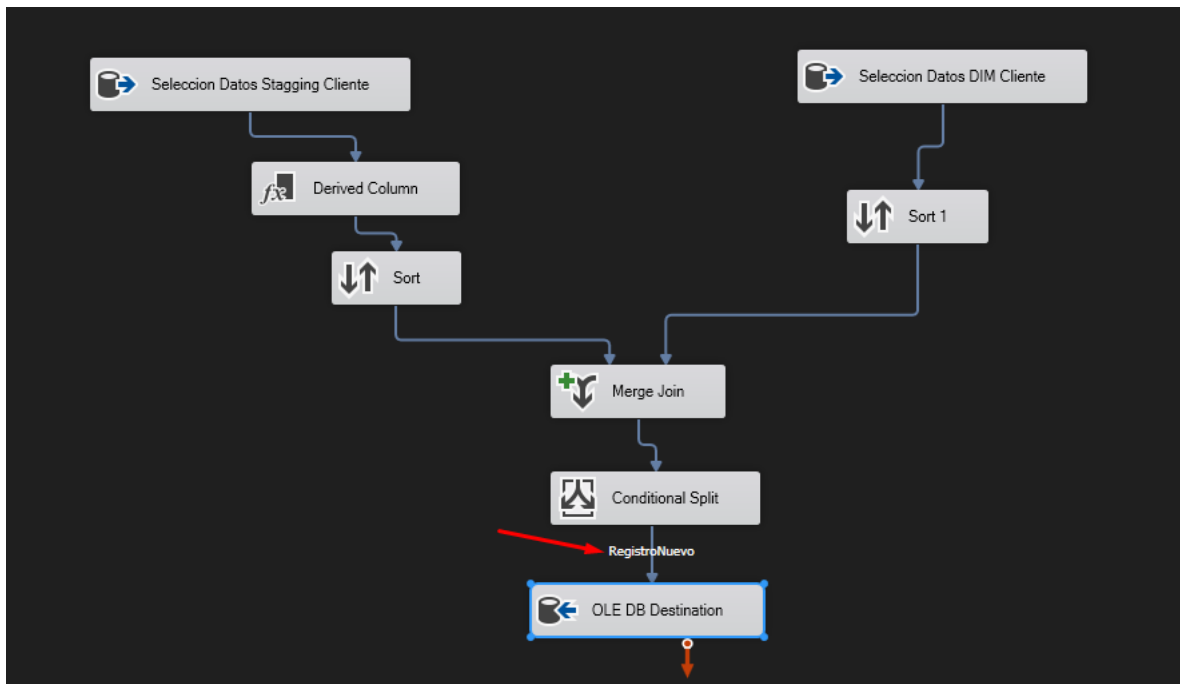 Seleccion Datos Stagging Cliente
Seleccion Datos DIM Cliente
fx
Derived Column
Sort 1
Sort
Merge Join
Conditional Split
RegistroNuevo
OLE DB Destination